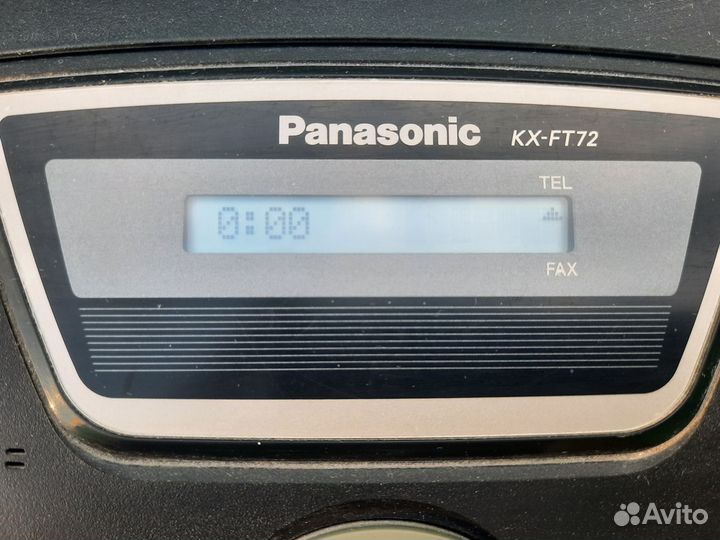 Panasonic KX-FT72
TEL
0:00
FAX
Avito